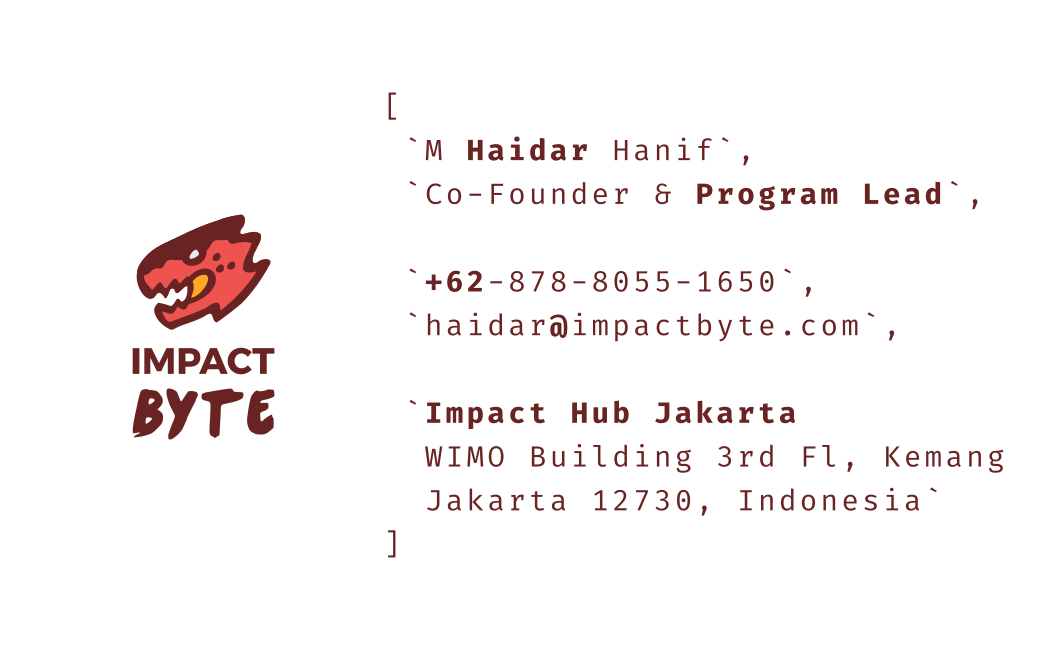 IMPACT
BYTE
[
`M Haidar Hanif`,
`Co-Founder & Program Lead`,
`+62-878-8055-1650`,
`haidar@impactbyte.com`,
`Impact Hub Jakarta
WIMO Building 3rd Fl, Kemang
Jakarta 12730, Indonesia`
]